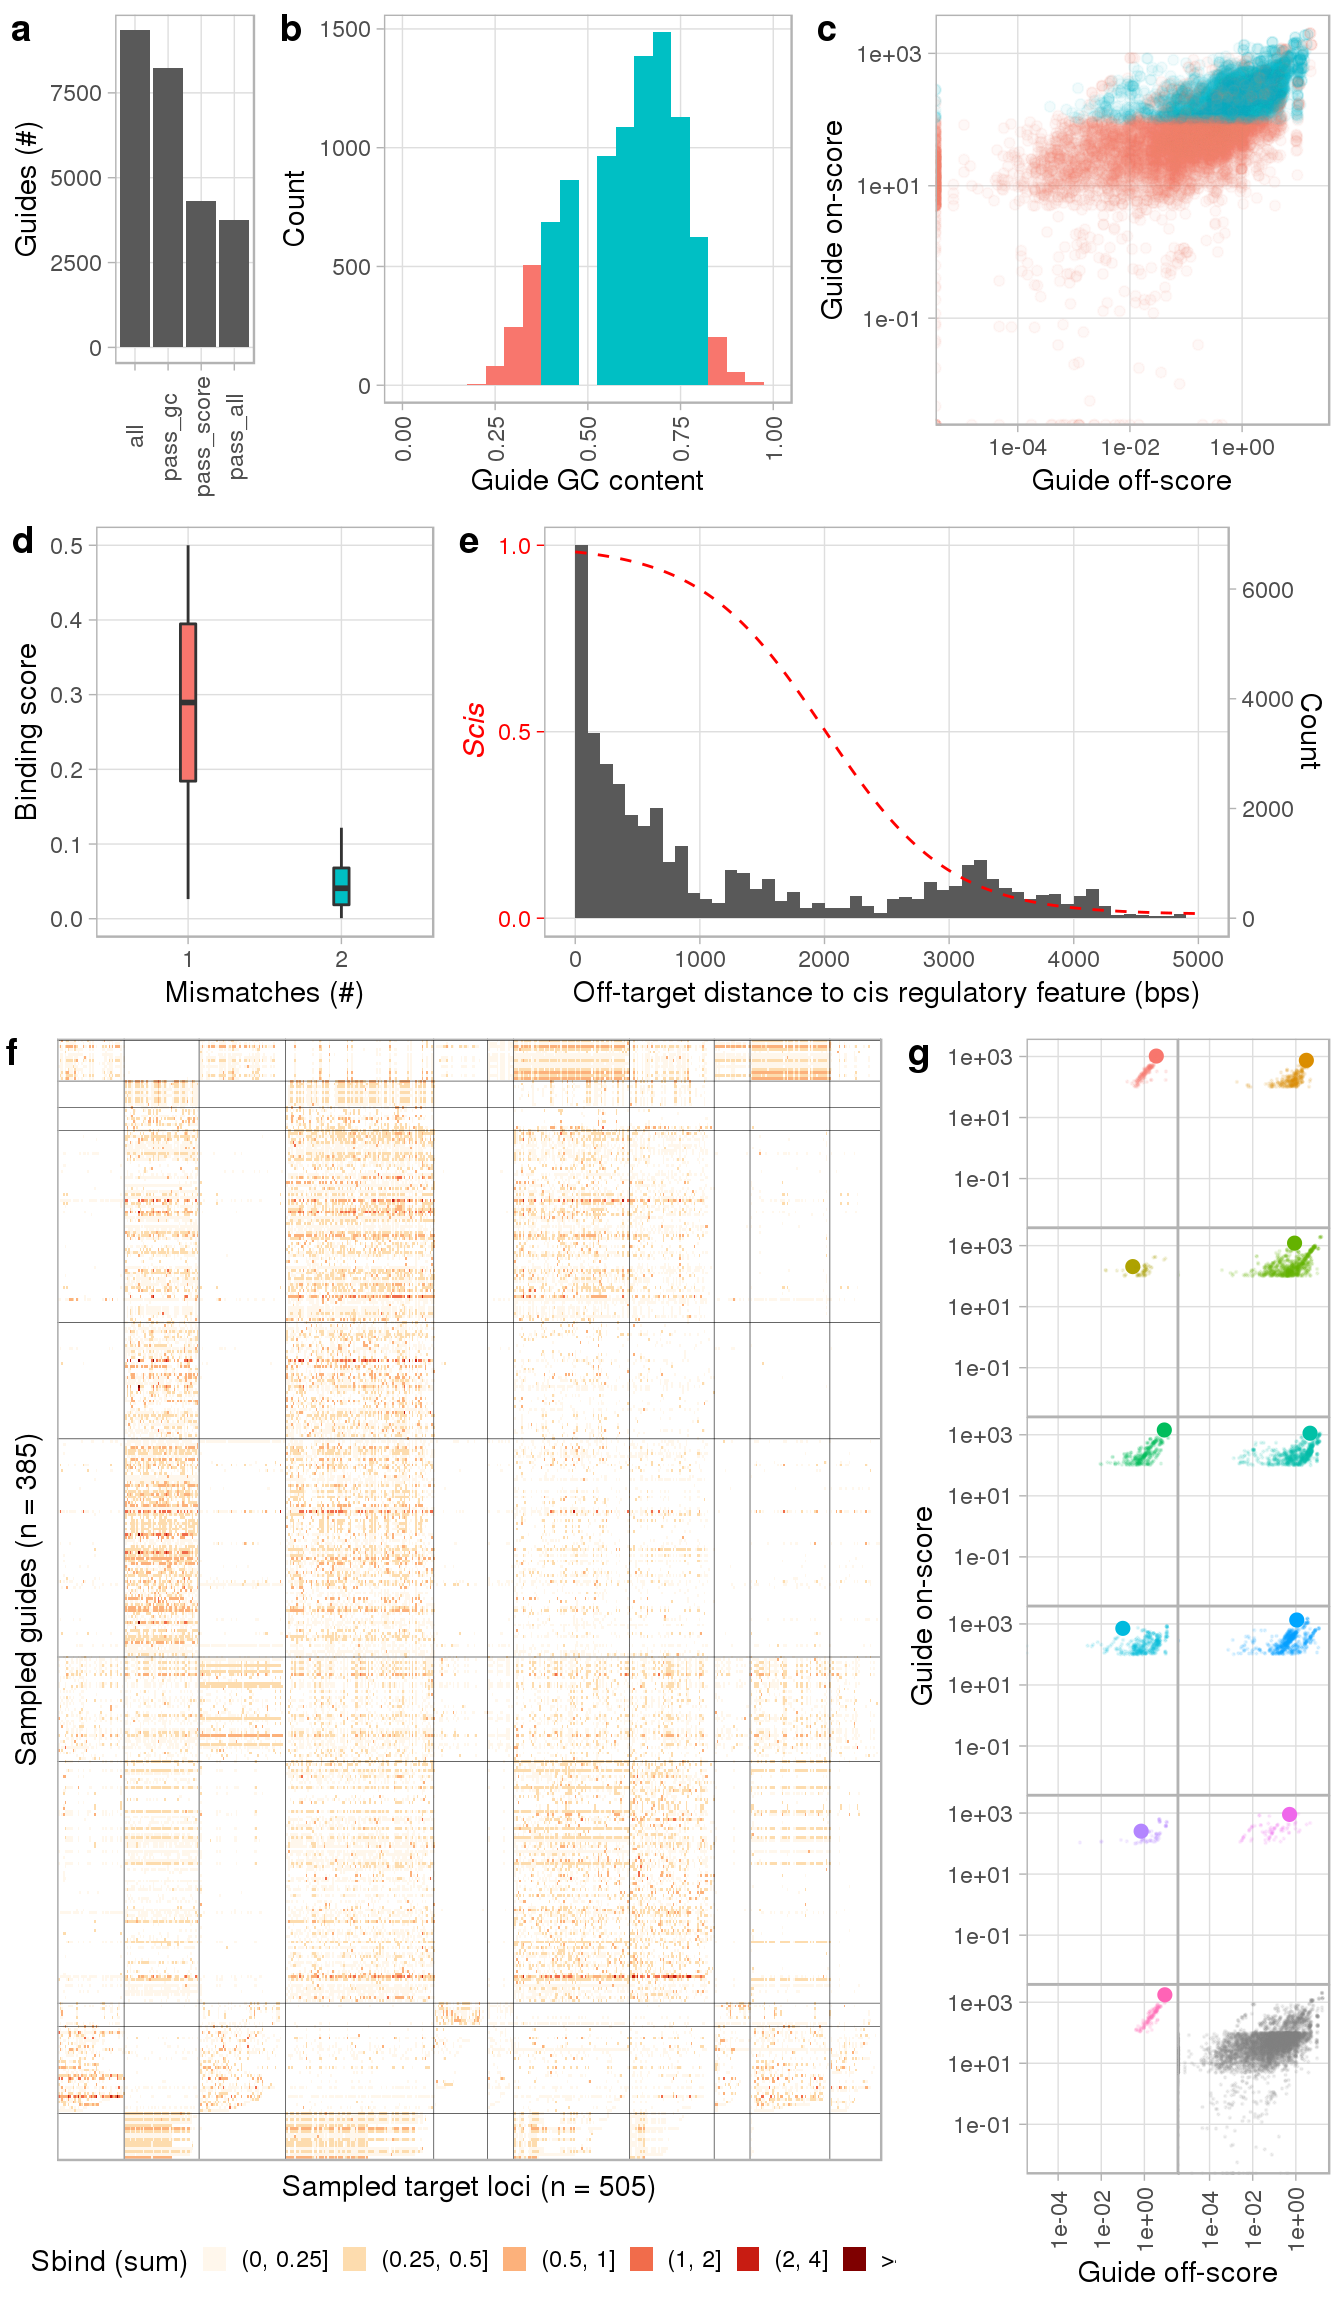 a
Guides (#)
7500
5000
2500
0
all
pass_gc
pass_score
pass_all
b
Count
1500
1000
500
0
0.00
0.25
0.50
0.75
1.00
Guide GC content
c
Guide on-score
1e+03
1e+01
1e-01
1e-04
1e-02
1e+00
Guide off-score
d
Binding score
0.5
0.4
0.3
0.2
0.1
0.0
1
2
Mismatches (#)
e
Scis
1.0
0.5
0.0
6000
4000
2000
0
Count
0
1000
2000
3000
4000
5000
Off-target distance to cis regulatory feature (bps)
f
Sampled guides (n = 385)
Sampled target loci (n = 505)
Sbind (sum)
(0, 0.25]
(0.25, 0.5]
(0.5, 1]
(1, 2]
(2, 4]
>
g
Guide on-score
1e+03
1e+01
1e-01
1e+03
1e+01
1e-01
1e+03
1e+01
1e-01
1e+03
1e+01
1e-01
1e+03
1e+01
1e-01
1e+03
1e+01
1e-01
1e-04
1e-02
1e+00
1e-04
1e-02
1e+00
Guide off-score